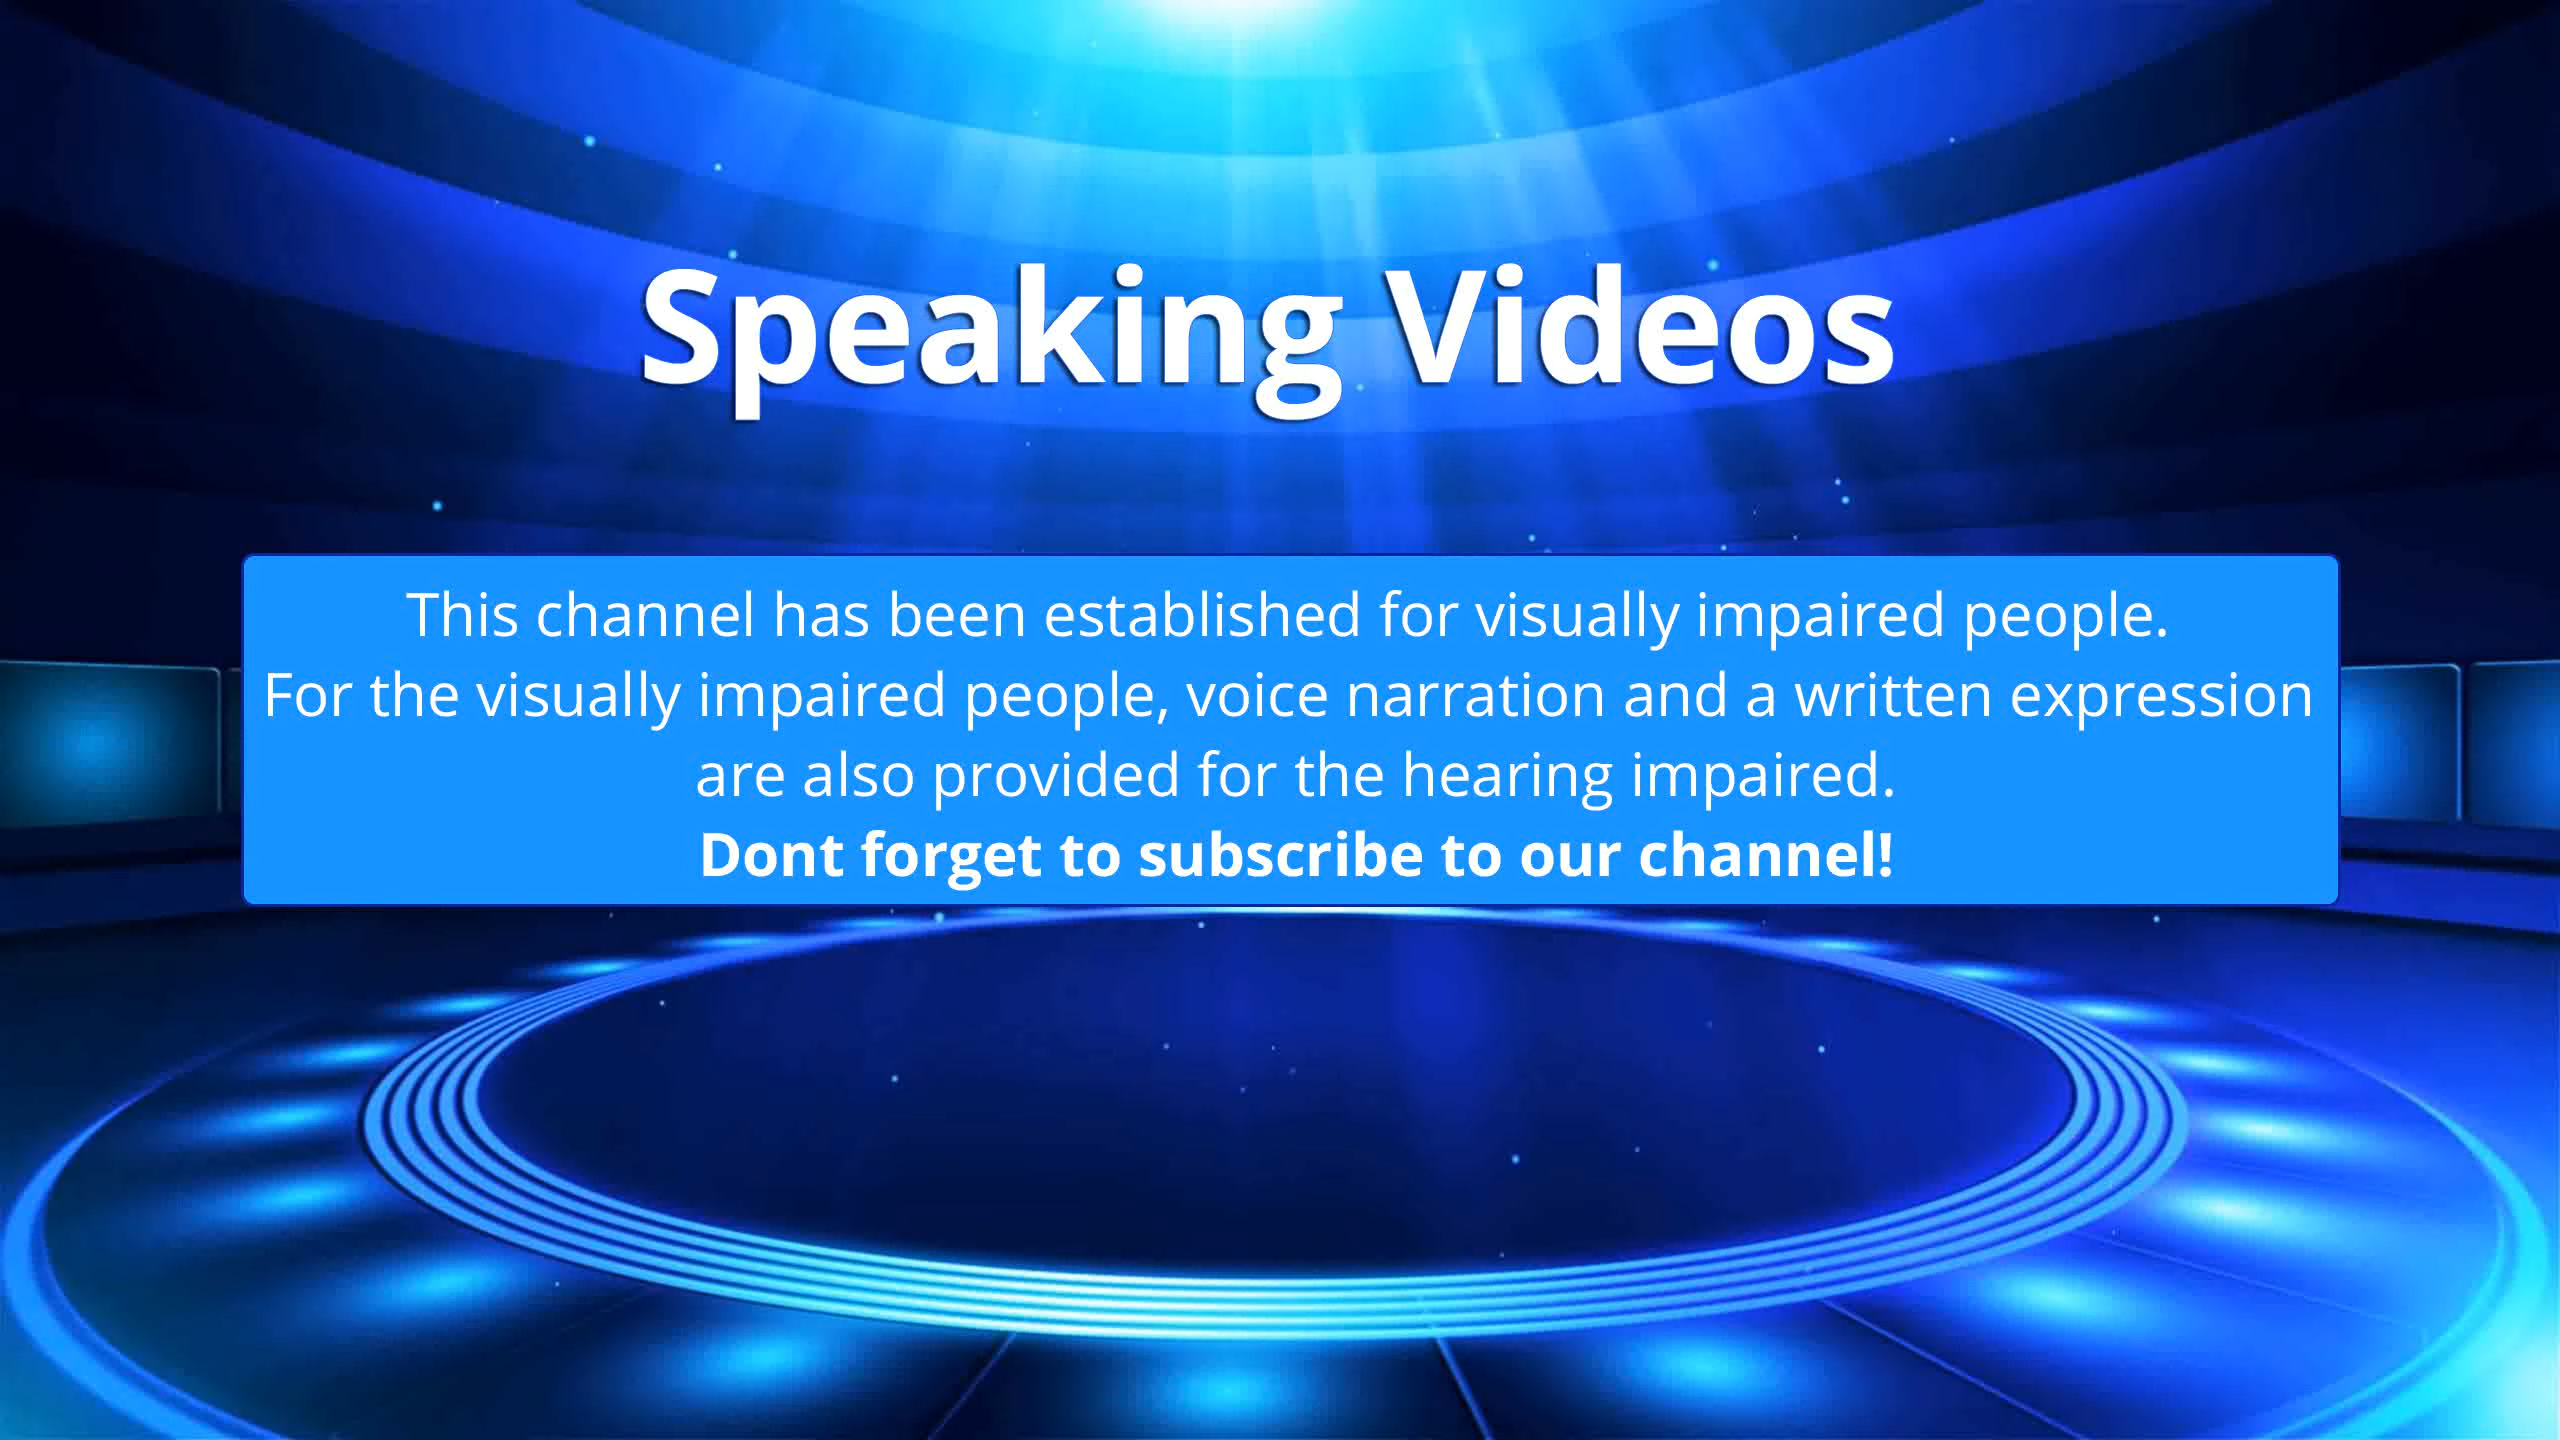 Speaking Videos
This channel has been established for visually impaired people.
For the visually impaired people, voice narration and a written expression
are also provided for the hearing impaired.
Dont forget to subscribe to our channel!